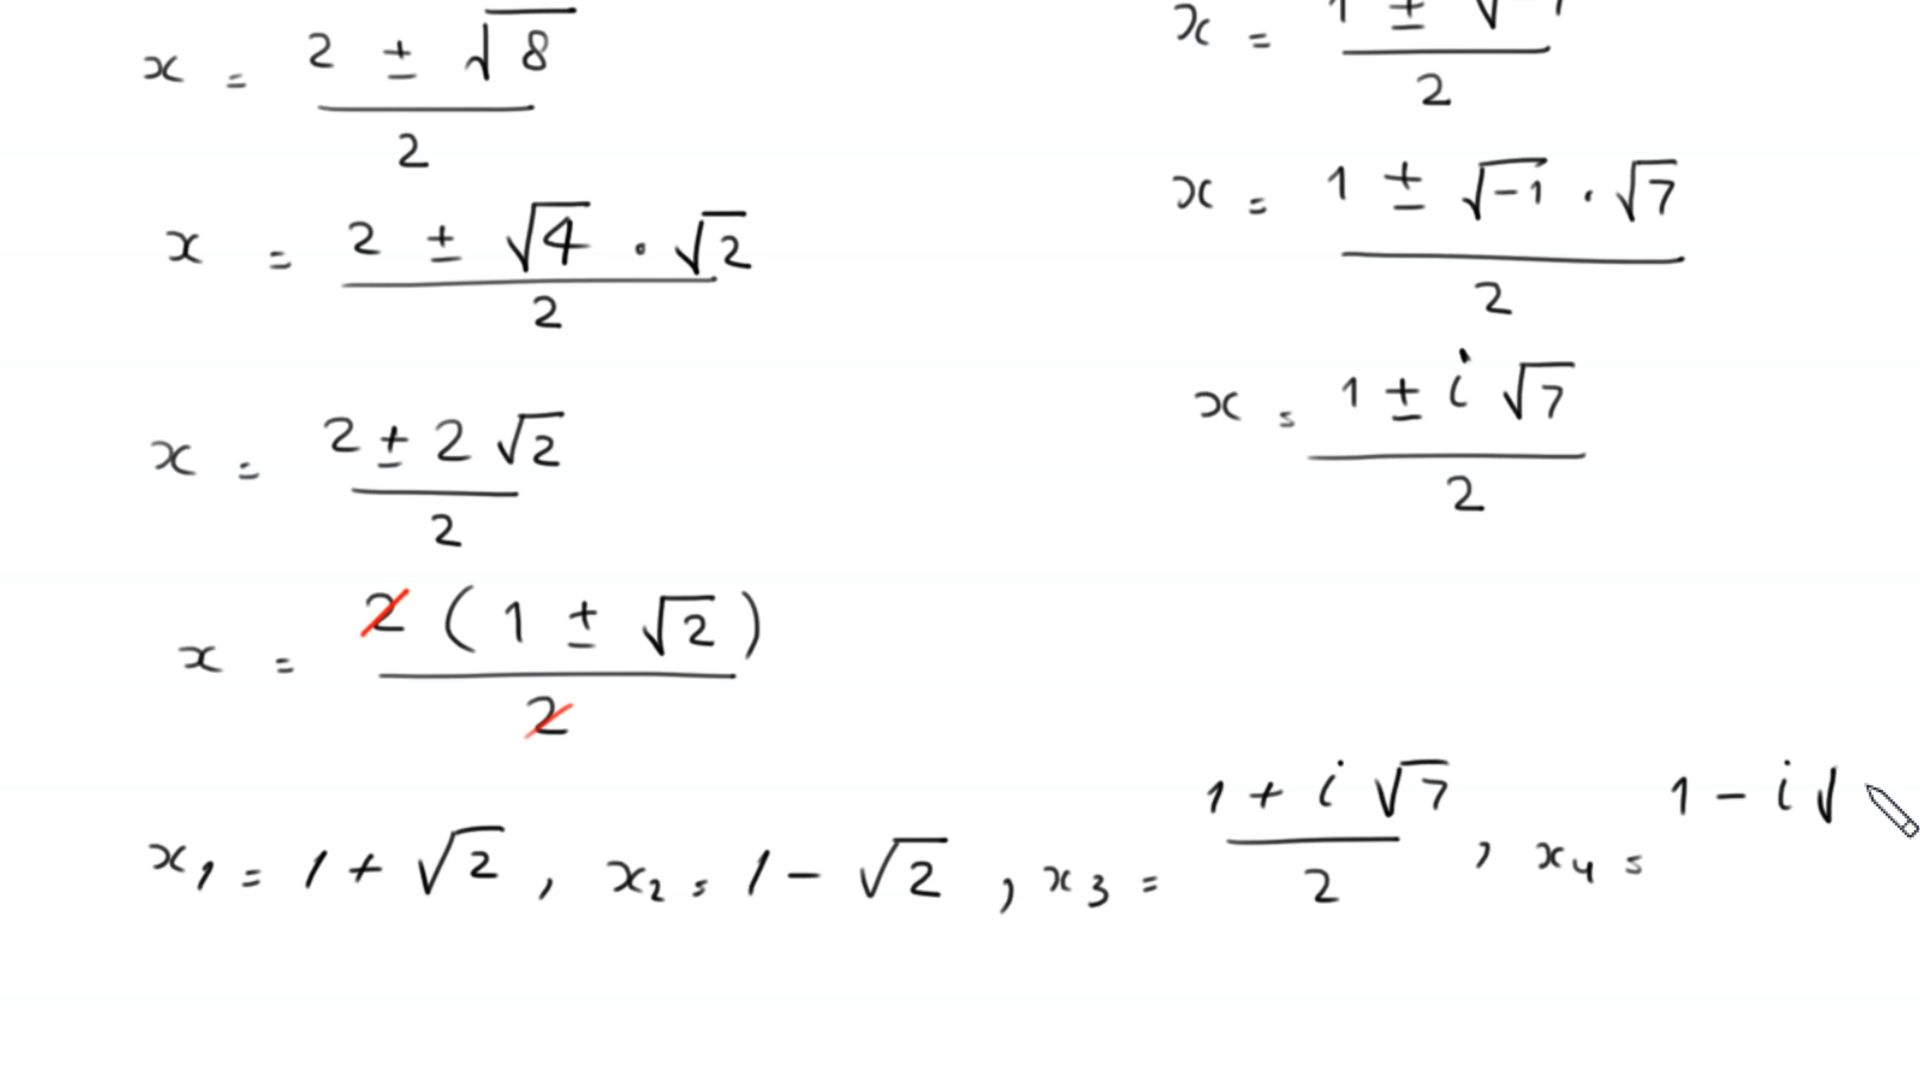 x = (2 ± √8) / 2
x = (2 ± √4 · √2) / 2
x = (2 ± 2√2) / 2
x = 2(1 ± √2) / 2
x = (1 ± √-7) / 2
x = (1 ± √-1 · √7) / 2
x = (1 ± i√7) / 2
x₁ = 1 + √2 , x₂ = 1 - √2 , x₃ = (1 + i√7) / 2 , x₄ = 1 - i√